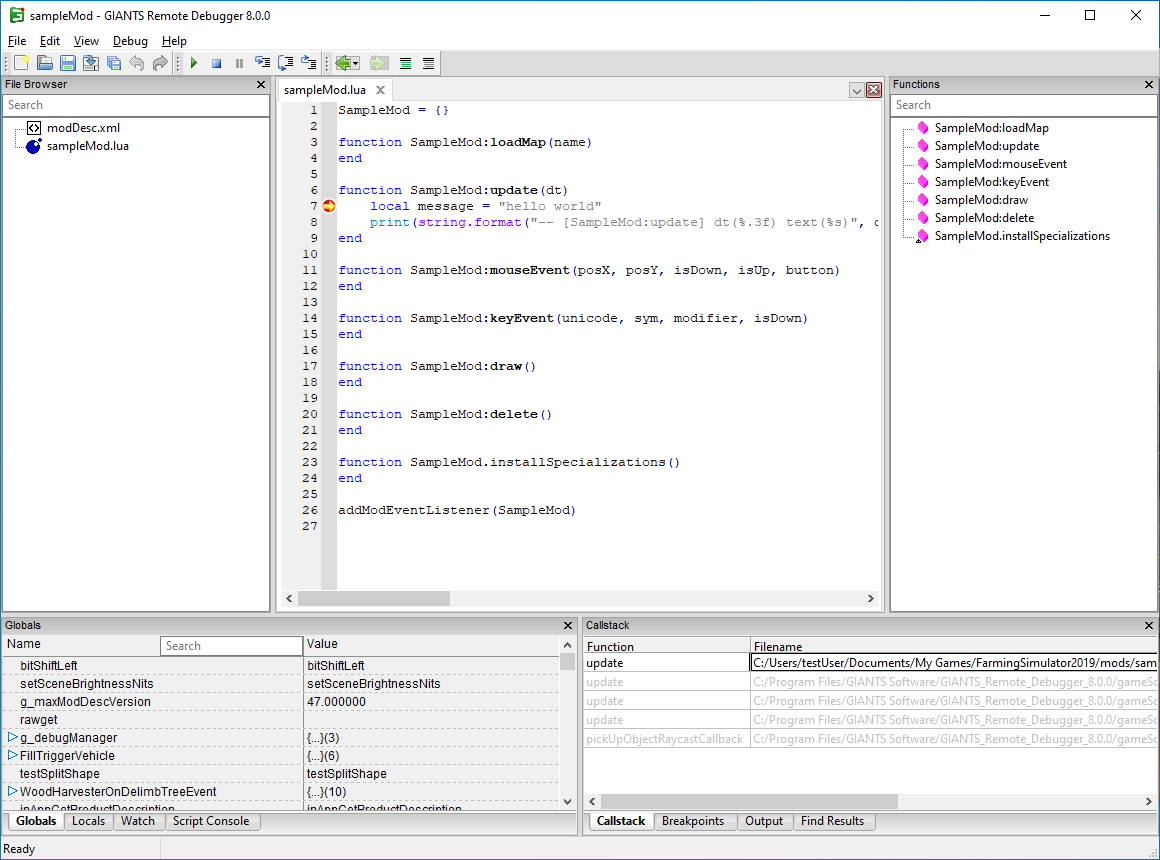 sampleMod - GIANTS Remote Debugger 8.0.0
File Edit View Debug Help
File Browser
Search
modDesc.xml
sampleMod.lua
sampleMod.lua
1 SampleMod = {}
2
3 function SampleMod:loadMap(name)
4 end
5
6 function SampleMod:update(dt)
7 local message = "hello world"
8 print(string.format("-- [SampleMod:update] dt(%.3f) text(%s)",
9 end
10
11 function SampleMod:mouseEvent(posX, posY, isDown, isUp, button)
12 end
13
14 function SampleMod:keyEvent(unicode, sym, modifier, isDown)
15 end
16
17 function SampleMod:draw()
18 end
19
20 function SampleMod:delete()
21 end
22
23 function SampleMod.installSpecializations()
24 end
25
26 addModEventListener(SampleMod)
27
Functions
Search
SampleMod:loadMap
SampleMod:update
SampleMod:mouseEvent
SampleMod:keyEvent
SampleMod:draw
SampleMod:delete
SampleMod.installSpecializations
Globals
Name Search Value
bitShiftLeft bitShiftLeft
setSceneBrightnessNits setSceneBrightnessNits
g_maxModDescVersion 47.000000
rawget
g_debugManager {...}(3)
FillTriggerVehicle {...}(6)
testSplitShape testSplitShape
WoodHarvesterOnDelimbTreeEvent {...}(10)
inAppGetProductDescription inAppGetProductDescription
Globals Locals Watch Script Console
Callstack
Function Filename
update C:/Users/testUser/Documents/My Games/FarmingSimulator2019/mods/sam
update C:/Program Files/GIANTS Software/GIANTS_Remote_Debugger_8.0.0/gameSc
update C:/Program Files/GIANTS Software/GIANTS_Remote_Debugger_8.0.0/gameSc
update C:/Program Files/GIANTS Software/GIANTS_Remote_Debugger_8.0.0/gameSc
pickUpObjectRaycastCallback C:/Program Files/GIANTS Software/GIANTS_Remote_Debugger_8.0.0/gameSc
Callstack Breakpoints Output Find Results
Ready